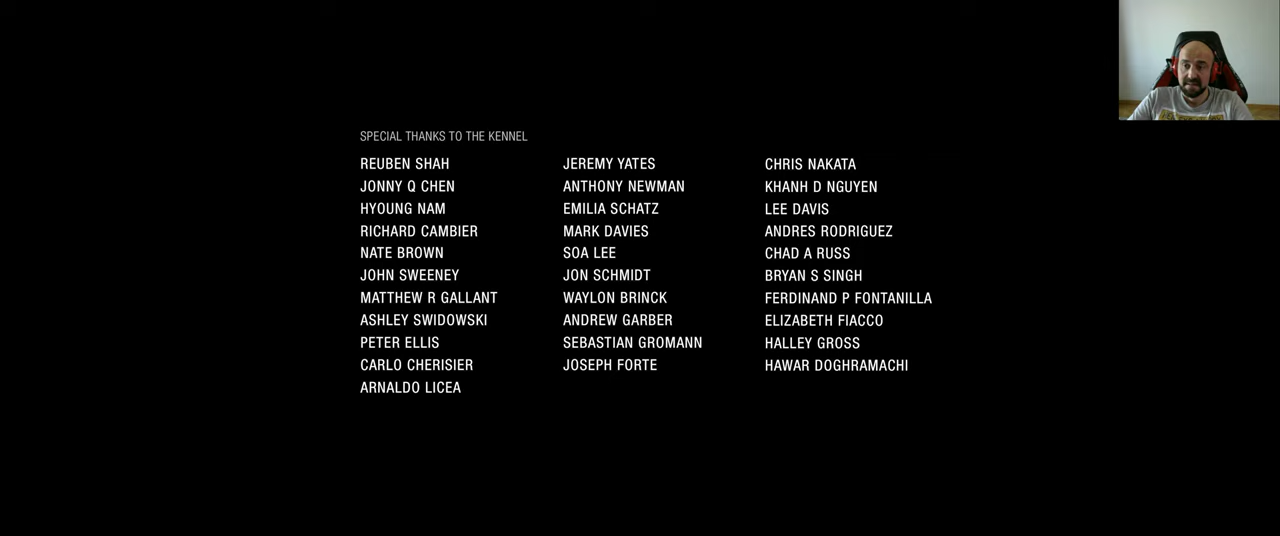 SPECIAL THANKS TO THE KENNEL
REUBEN SHAH
JONNY Q CHEN
HYOUNG NAM
RICHARD CAMBIER
NATE BROWN
JOHN SWEENEY
MATTHEW R GALLANT
ASHLEY SWIDOWSKI
PETER ELLIS
CARLO CHERISIER
ARNALDO LICEA
JEREMY YATES
ANTHONY NEWMAN
EMILIA SCHATZ
MARK DAVIES
SOA LEE
JON SCHMIDT
WAYLON BRINCK
ANDREW GARBER
SEBASTIAN GROMANN
JOSEPH FORTE
CHRIS NAKATA
KHANH D NGUYEN
LEE DAVIS
ANDRES RODRIGUEZ
CHAD A RUSS
BRYAN S SINGH
FERDINAND P FONTANILLA
ELIZABETH FIACCO
HALLEY GROSS
HAWAR DOGHRAMACHI